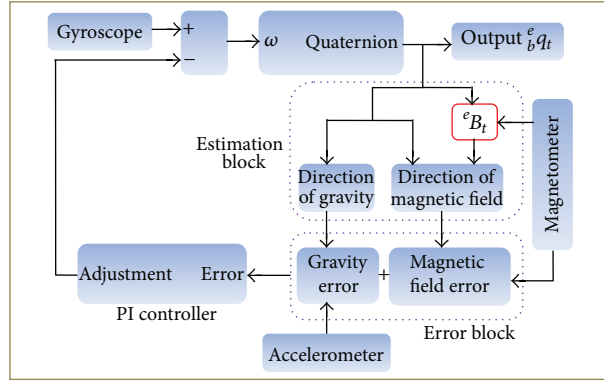 Gyroscope
+
−
ω
Quaternion
Output ᵉ_b q_t
Estimation
block
ᵉB_t
Magnetometer
Direction
of gravity
Direction of
magnetic field
Adjustment
Error
PI controller
Gravity
error
+
Magnetic
field error
Error block
Accelerometer